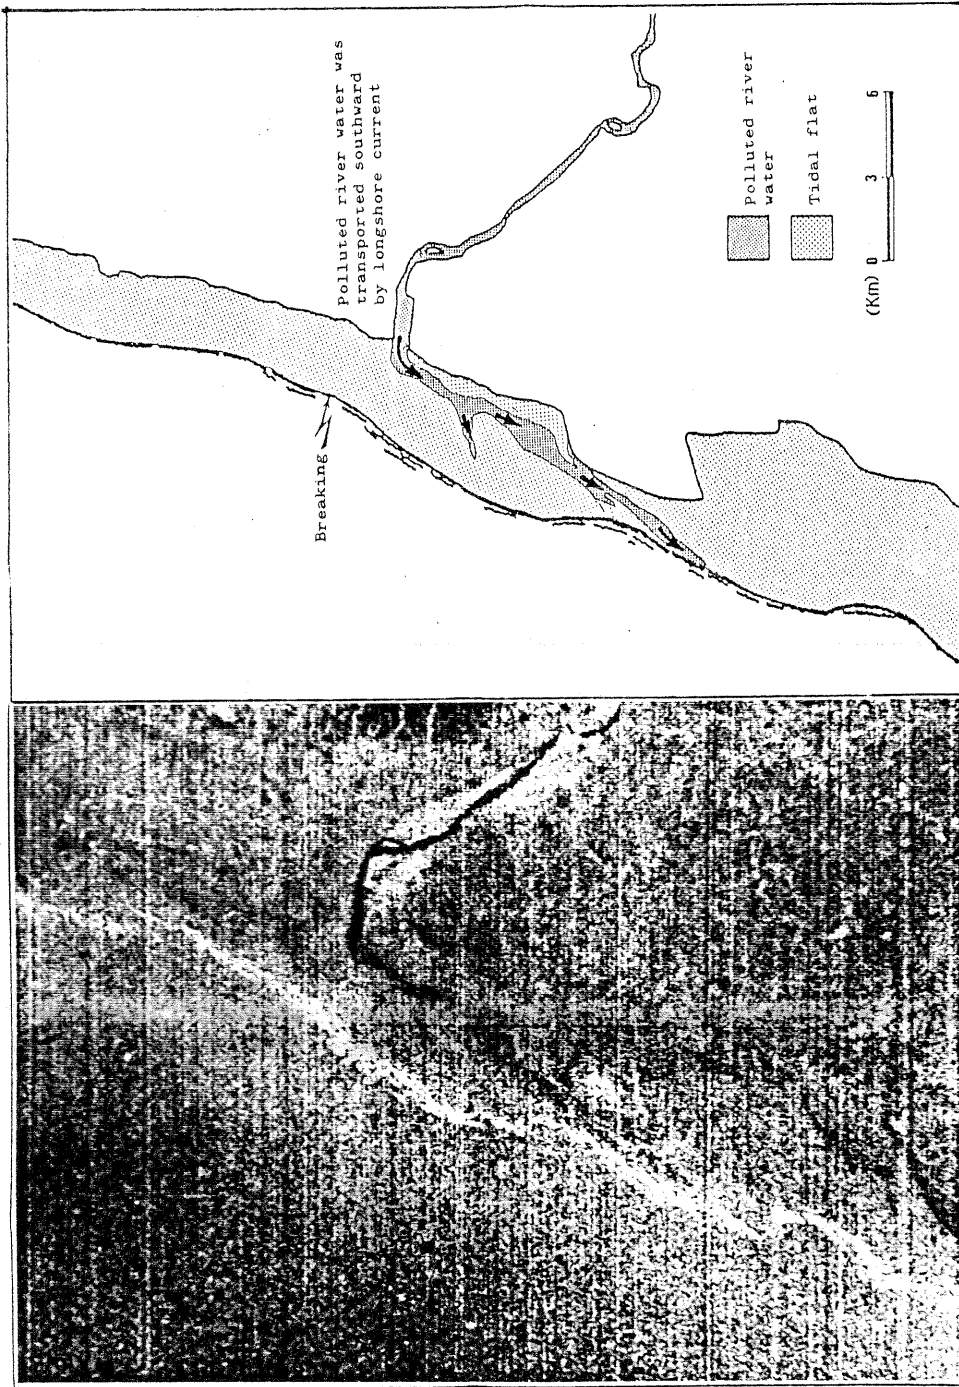 Polluted river water was
transported southward
by longshore current
Breaking
Polluted river
water
Tidal flat
0 3 6
(Km)